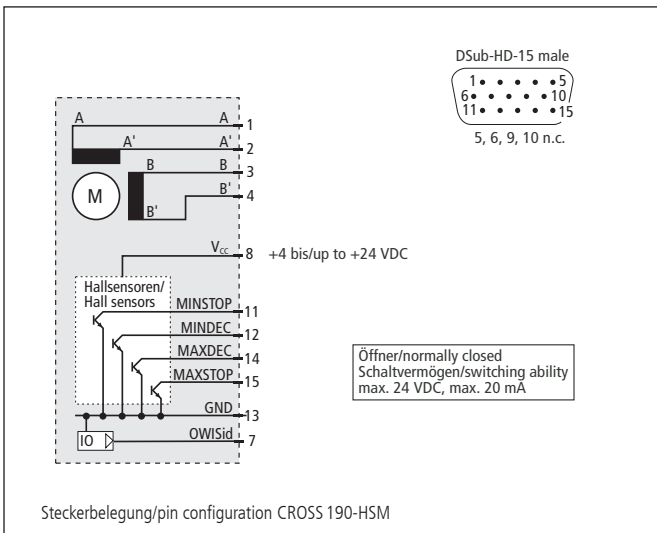 DSub-HD-15 male
1 5
6 10
11 15
5, 6, 9, 10 n.c.
A A 1
A' A' 2
B B 3
M
B' B' 4
V_CC 8 +4 bis/up to +24 VDC
Hallsensoren/
Hall sensors
MINSTOP 11
MINDEC 12
MAXDEC 14
MAXSTOP 15
GND 13
IO OWISid 7
Öffner/normally closed
Schaltvermögen/switching ability
max. 24 VDC, max. 20 mA
Steckerbelegung/pin configuration CROSS 190-HSM